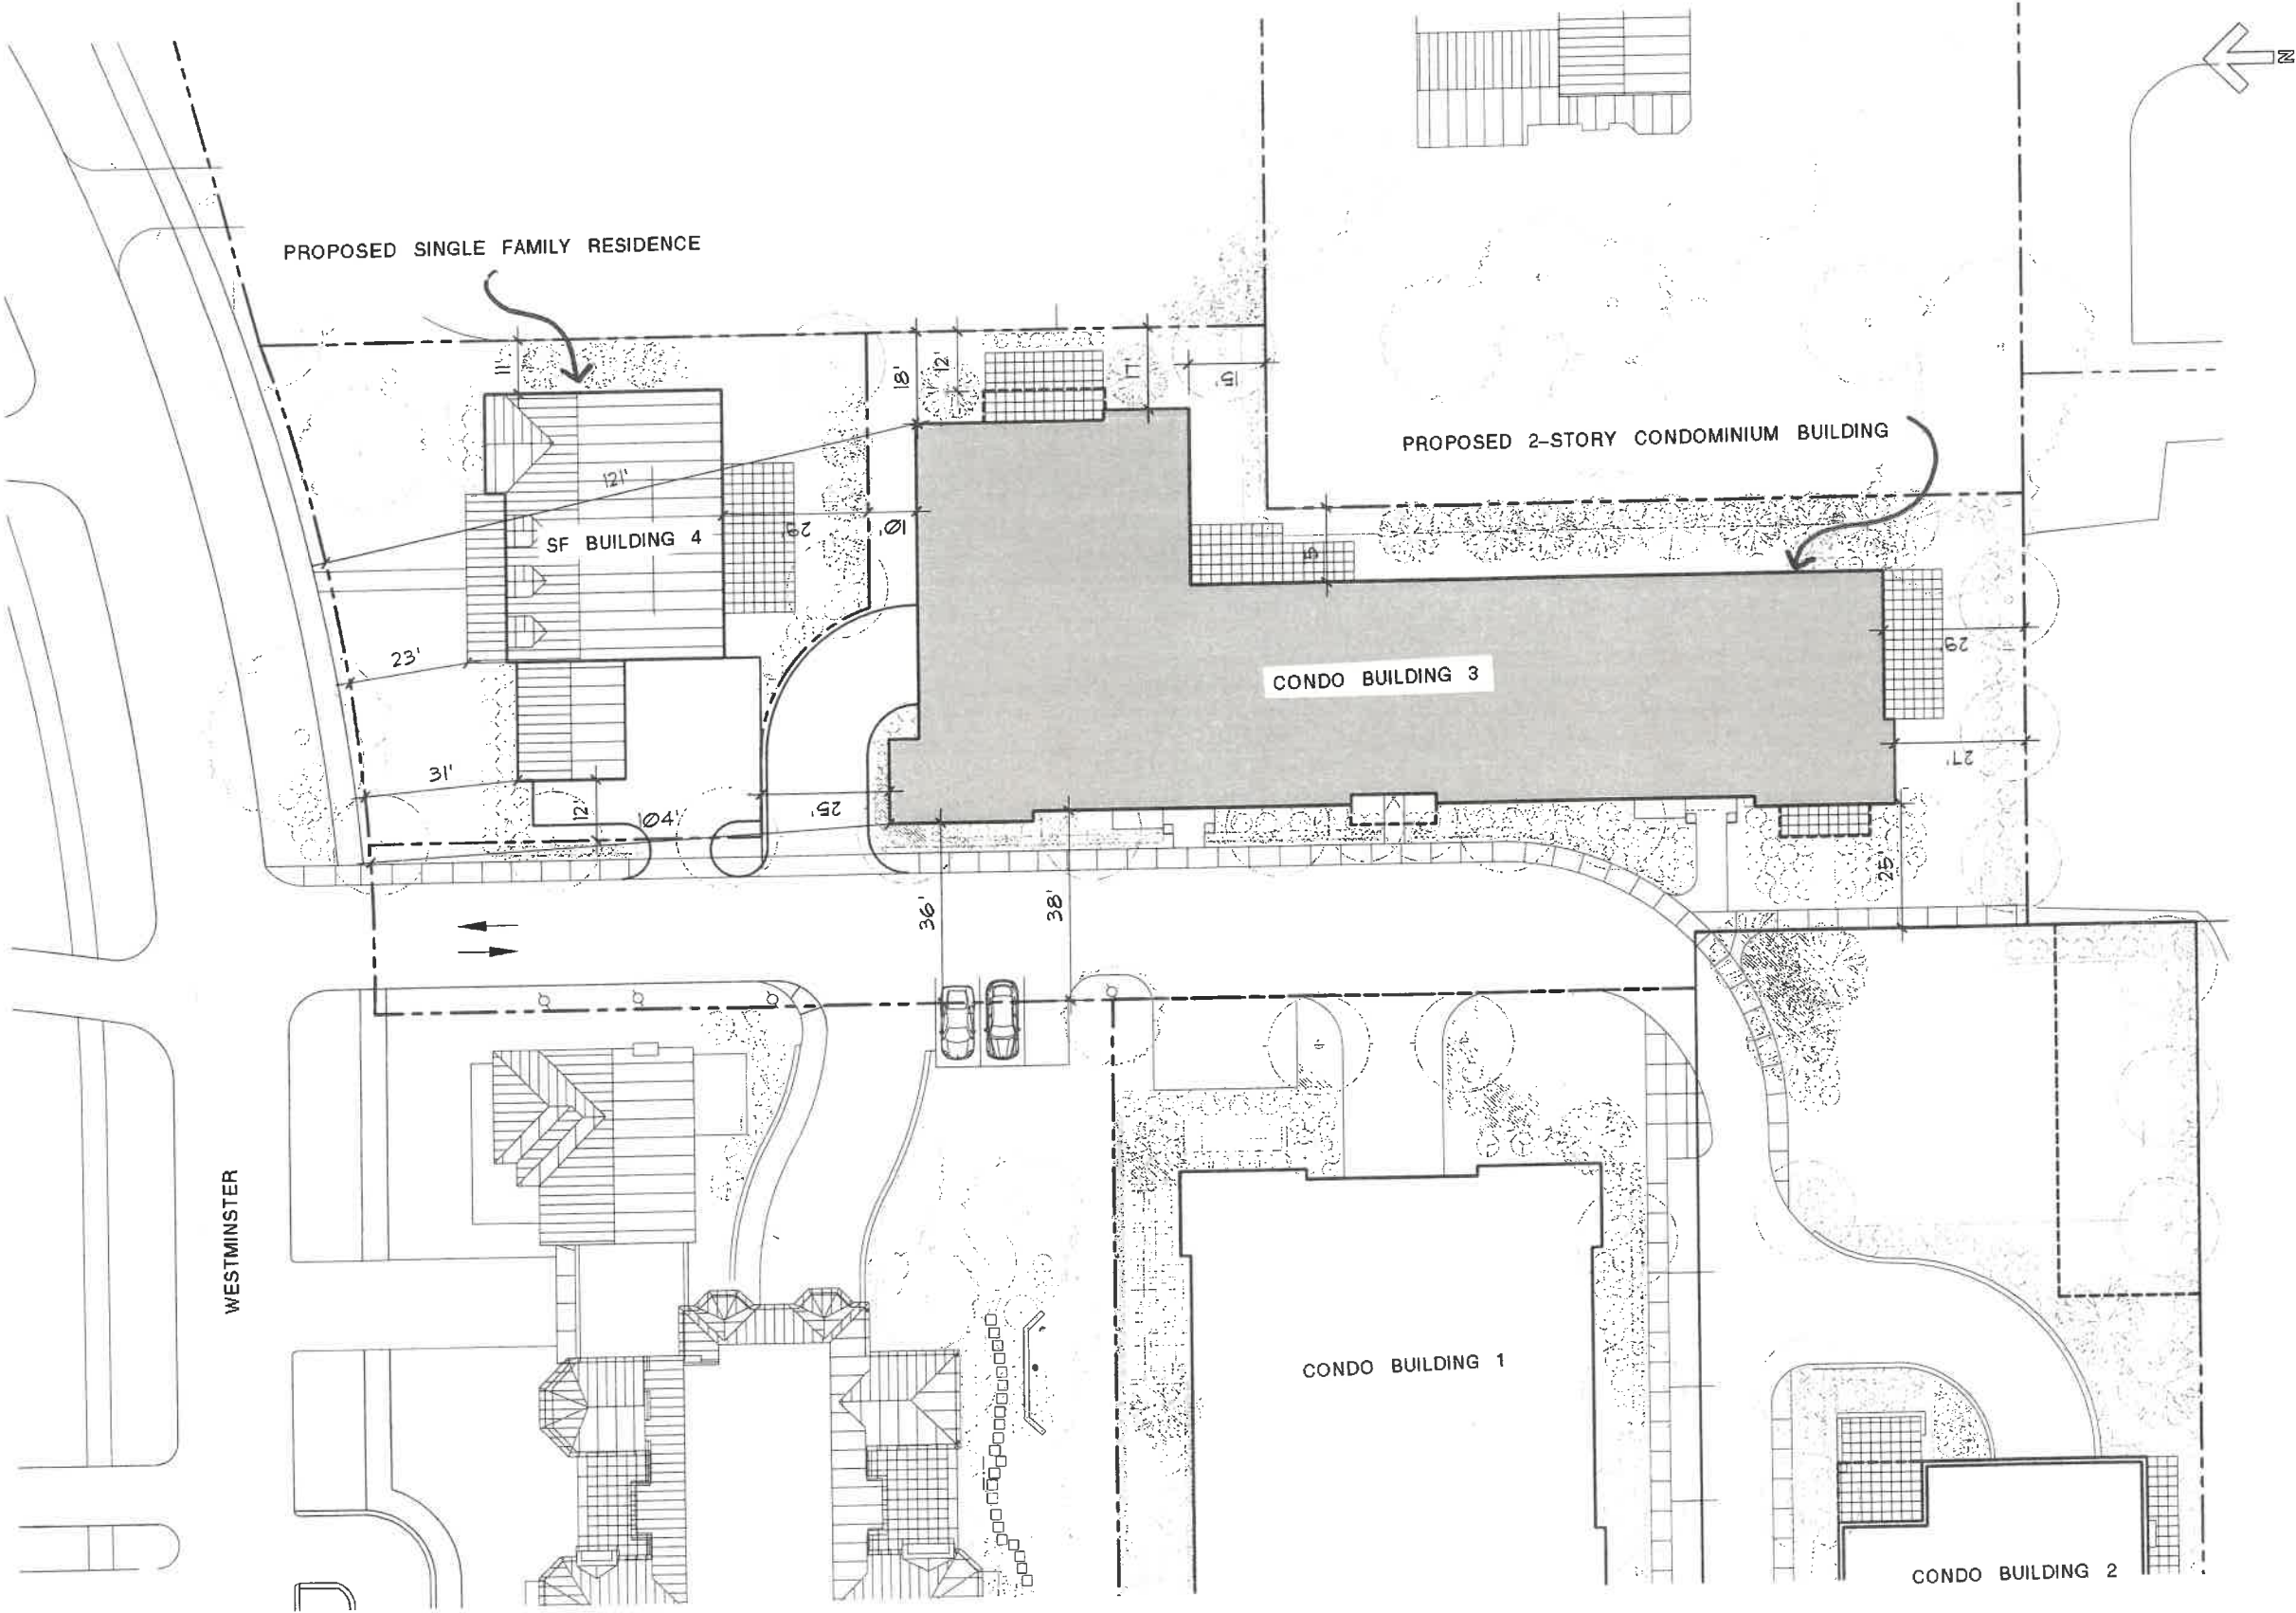 N
PROPOSED SINGLE FAMILY RESIDENCE
11'
18'
12'
17'
15'
PROPOSED 2-STORY CONDOMINIUM BUILDING
121'
SF BUILDING 4
29'
10'
23'
CONDO BUILDING 3
29'
27'
31'
12'
104'
25'
25'
36'
38'
WESTMINSTER
CONDO BUILDING 1
CONDO BUILDING 2